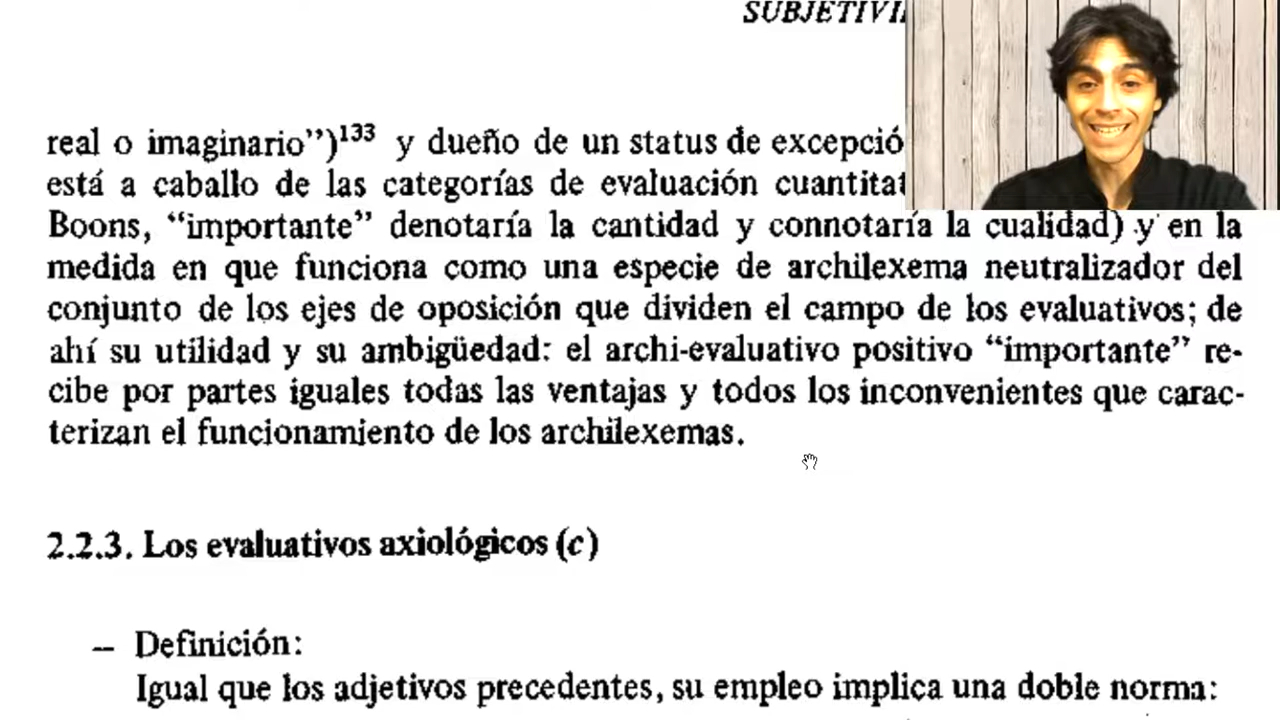 SUBJETIVI
real o imaginario”)133 y dueño de un status de excepció
está a caballo de las categorías de evaluación cuantitat
Boons, “importante” denotaría la cantidad y connotaría la cualidad) y en la
medida en que funciona como una especie de archilexema neutralizador del
conjunto de los ejes de oposición que dividen el campo de los evaluativos; de
ahí su utilidad y su ambigüedad: el archi-evaluativo positivo “importante” re-
cibe por partes iguales todas las ventajas y todos los inconvenientes que carac-
terizan el funcionamiento de los archilexemas.
2.2.3. Los evaluativos axiológicos (c)
– Definición:
Igual que los adjetivos precedentes, su empleo implica una doble norma: